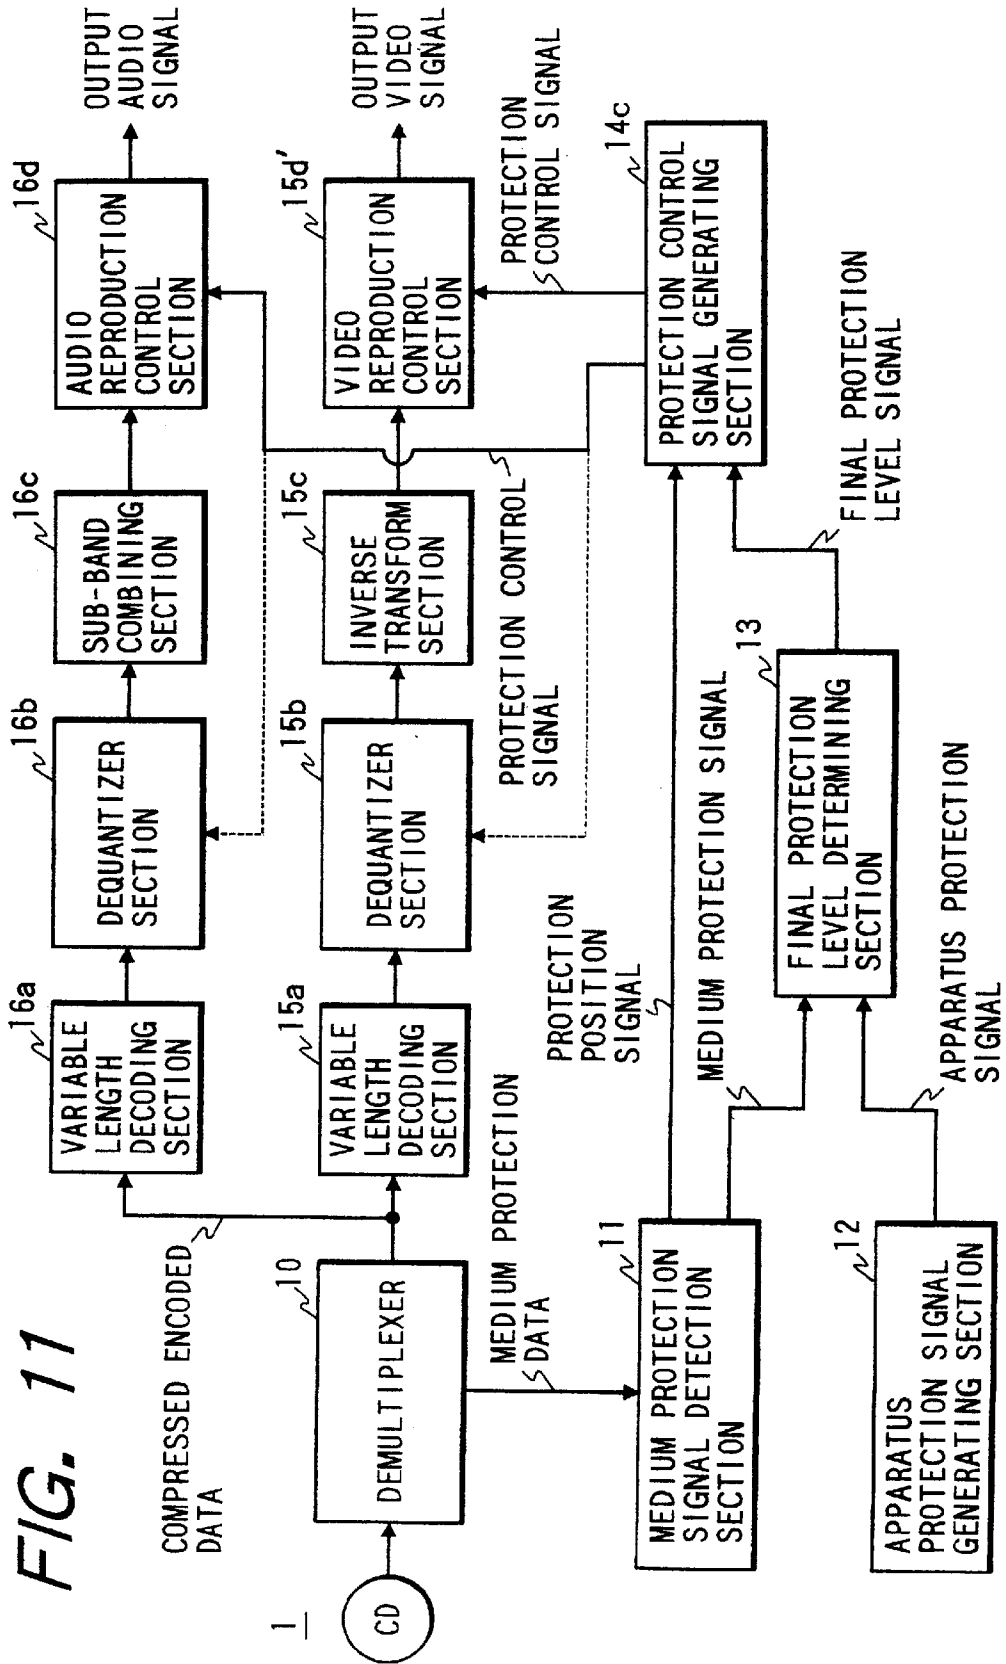 FIG. 11
1
CD
COMPRESSED ENCODED
DATA
10
DEMULTIPLEXER
MEDIUM PROTECTION
DATA
16a
VARIABLE
LENGTH
DECODING
SECTION
16b
DEQUANTIZER
SECTION
16c
SUB-BAND
COMBINING
SECTION
16d
AUDIO
REPRODUCTION
CONTROL
SECTION
OUTPUT
AUDIO
SIGNAL
15a
VARIABLE
LENGTH
DECODING
SECTION
15b
DEQUANTIZER
SECTION
15c
INVERSE
TRANSFORM
SECTION
15d'
VIDEO
REPRODUCTION
CONTROL
SECTION
OUTPUT
VIDEO
SIGNAL
PROTECTION CONTROL
SIGNAL
PROTECTION
CONTROL SIGNAL
11
MEDIUM PROTECTION
SIGNAL DETECTION
SECTION
PROTECTION
POSITION
SIGNAL
MEDIUM PROTECTION SIGNAL
12
APPARATUS
PROTECTION SIGNAL
GENERATING SECTION
APPARATUS PROTECTION
SIGNAL
13
FINAL PROTECTION
LEVEL DETERMINING
SECTION
FINAL PROTECTION
LEVEL SIGNAL
14c
PROTECTION CONTROL
SIGNAL GENERATING
SECTION